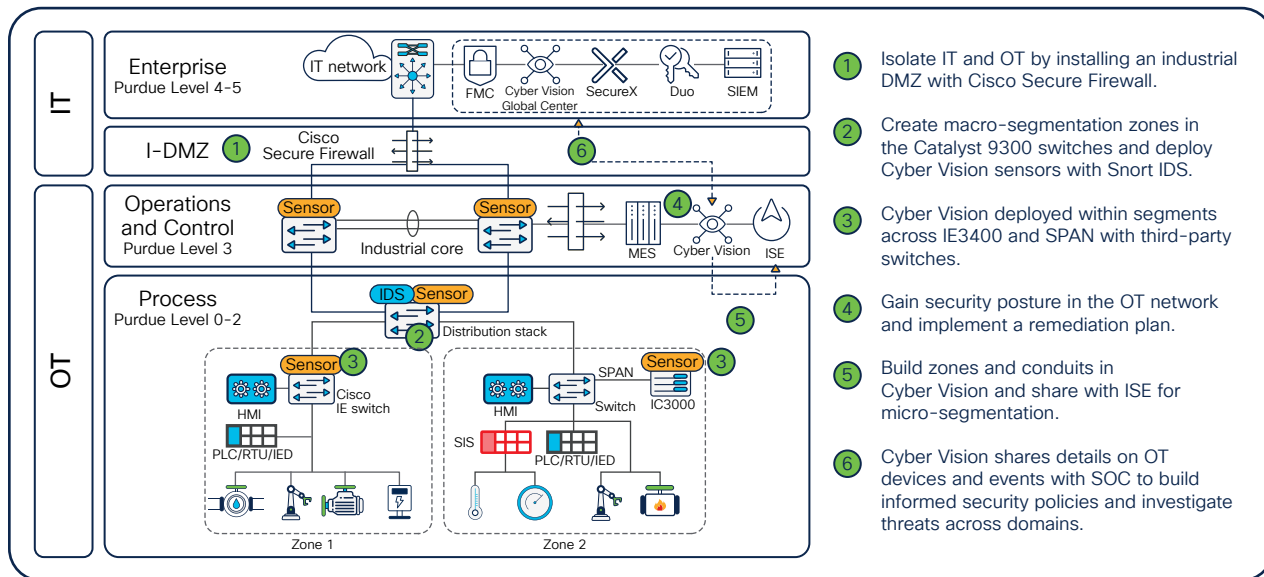 IT
Enterprise
Purdue Level 4-5
IT network
FMC
Cyber Vision
Global Center
SecureX
Duo
SIEM
I-DMZ
1
Cisco
Secure Firewall
6
OT
Operations
and Control
Purdue Level 3
Sensor
Sensor
Industrial core
4
MES
Cyber Vision
ISE
Process
Purdue Level 0-2
IDS
Sensor
2
Distribution stack
5
Sensor
3
HMI
Cisco
IE switch
PLC/RTU/IED
Zone 1
Sensor
3
SPAN
HMI
Switch
IC3000
SIS
PLC/RTU/IED
Zone 2
1
Isolate IT and OT by installing an industrial
DMZ with Cisco Secure Firewall.
2
Create macro-segmentation zones in
the Catalyst 9300 switches and deploy
Cyber Vision sensors with Snort IDS.
3
Cyber Vision deployed within segments
across IE3400 and SPAN with third-party
switches.
4
Gain security posture in the OT network
and implement a remediation plan.
5
Build zones and conduits in
Cyber Vision and share with ISE for
micro-segmentation.
6
Cyber Vision shares details on OT
devices and events with SOC to build
informed security policies and investigate
threats across domains.